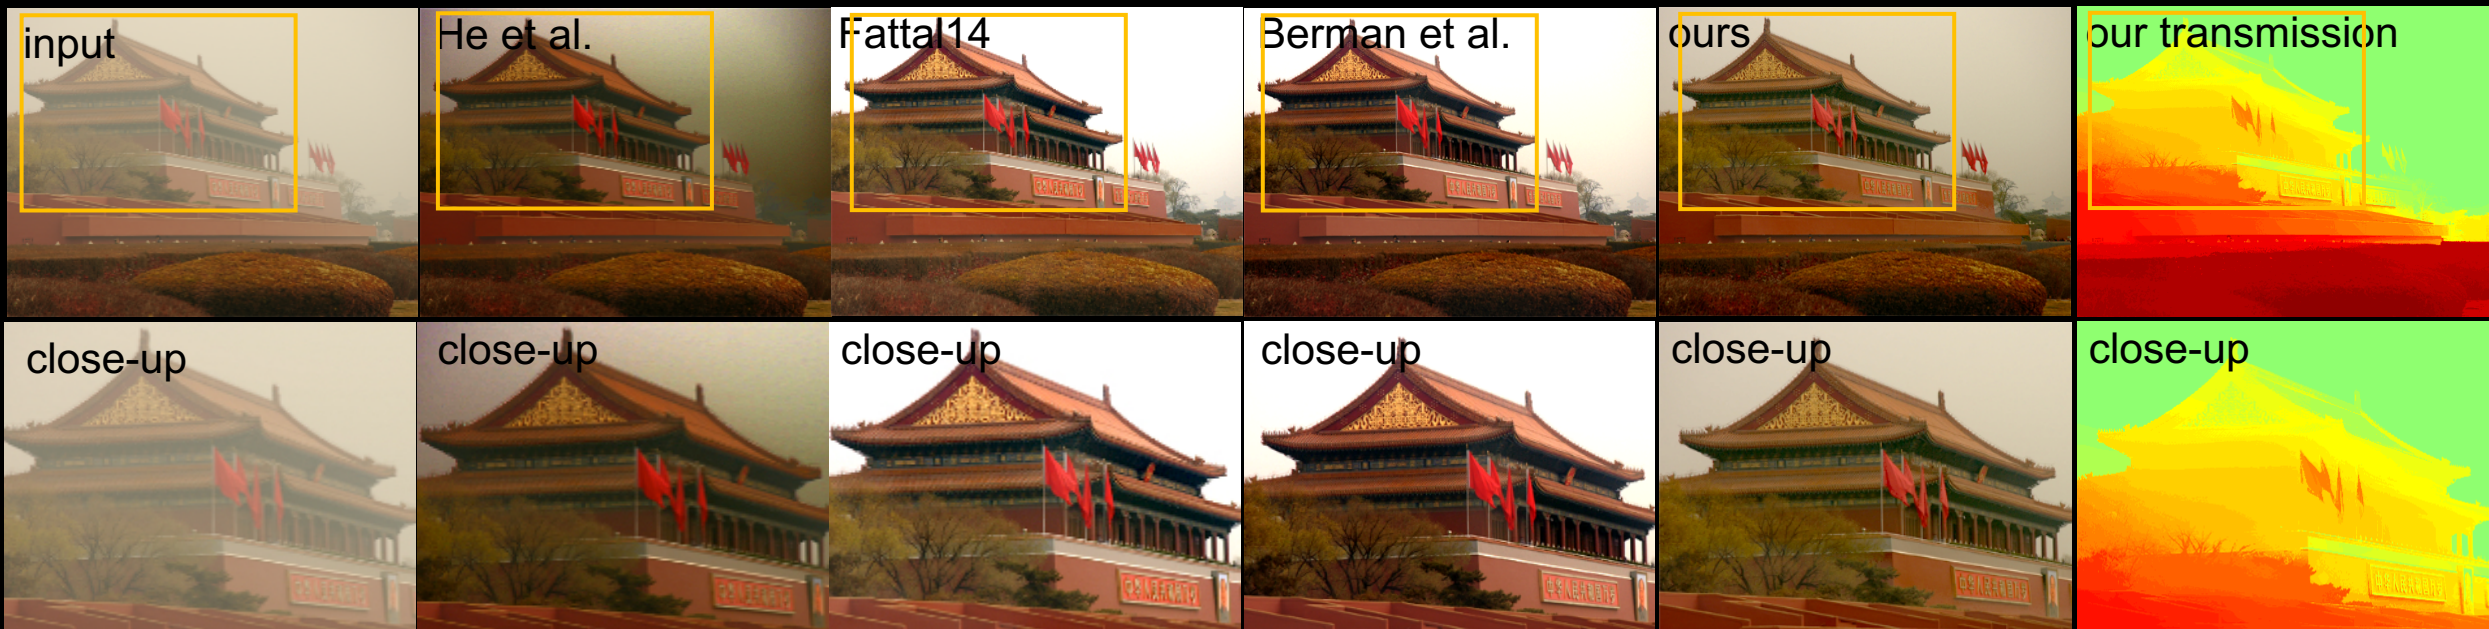 input
He et al.
Fattal14
Berman et al.
ours
our transmission
close-up
close-up
close-up
close-up
close-up
close-up